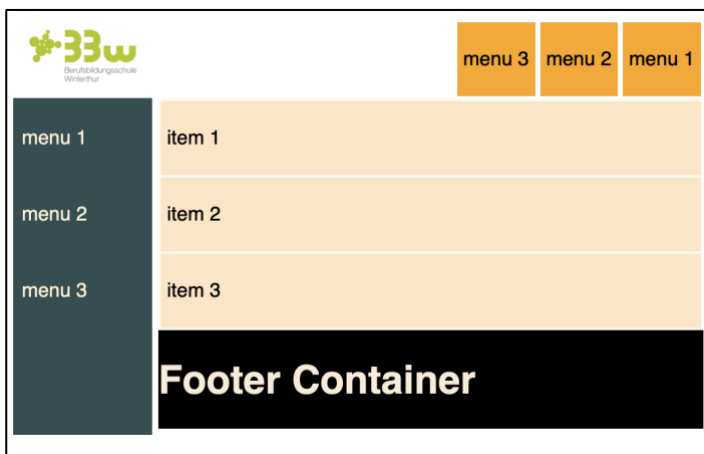 33w
Berufsbildungsschule
Winterthur
menu 3 menu 2 menu 1
menu 1
menu 2
menu 3
item 1
item 2
item 3
Footer Container